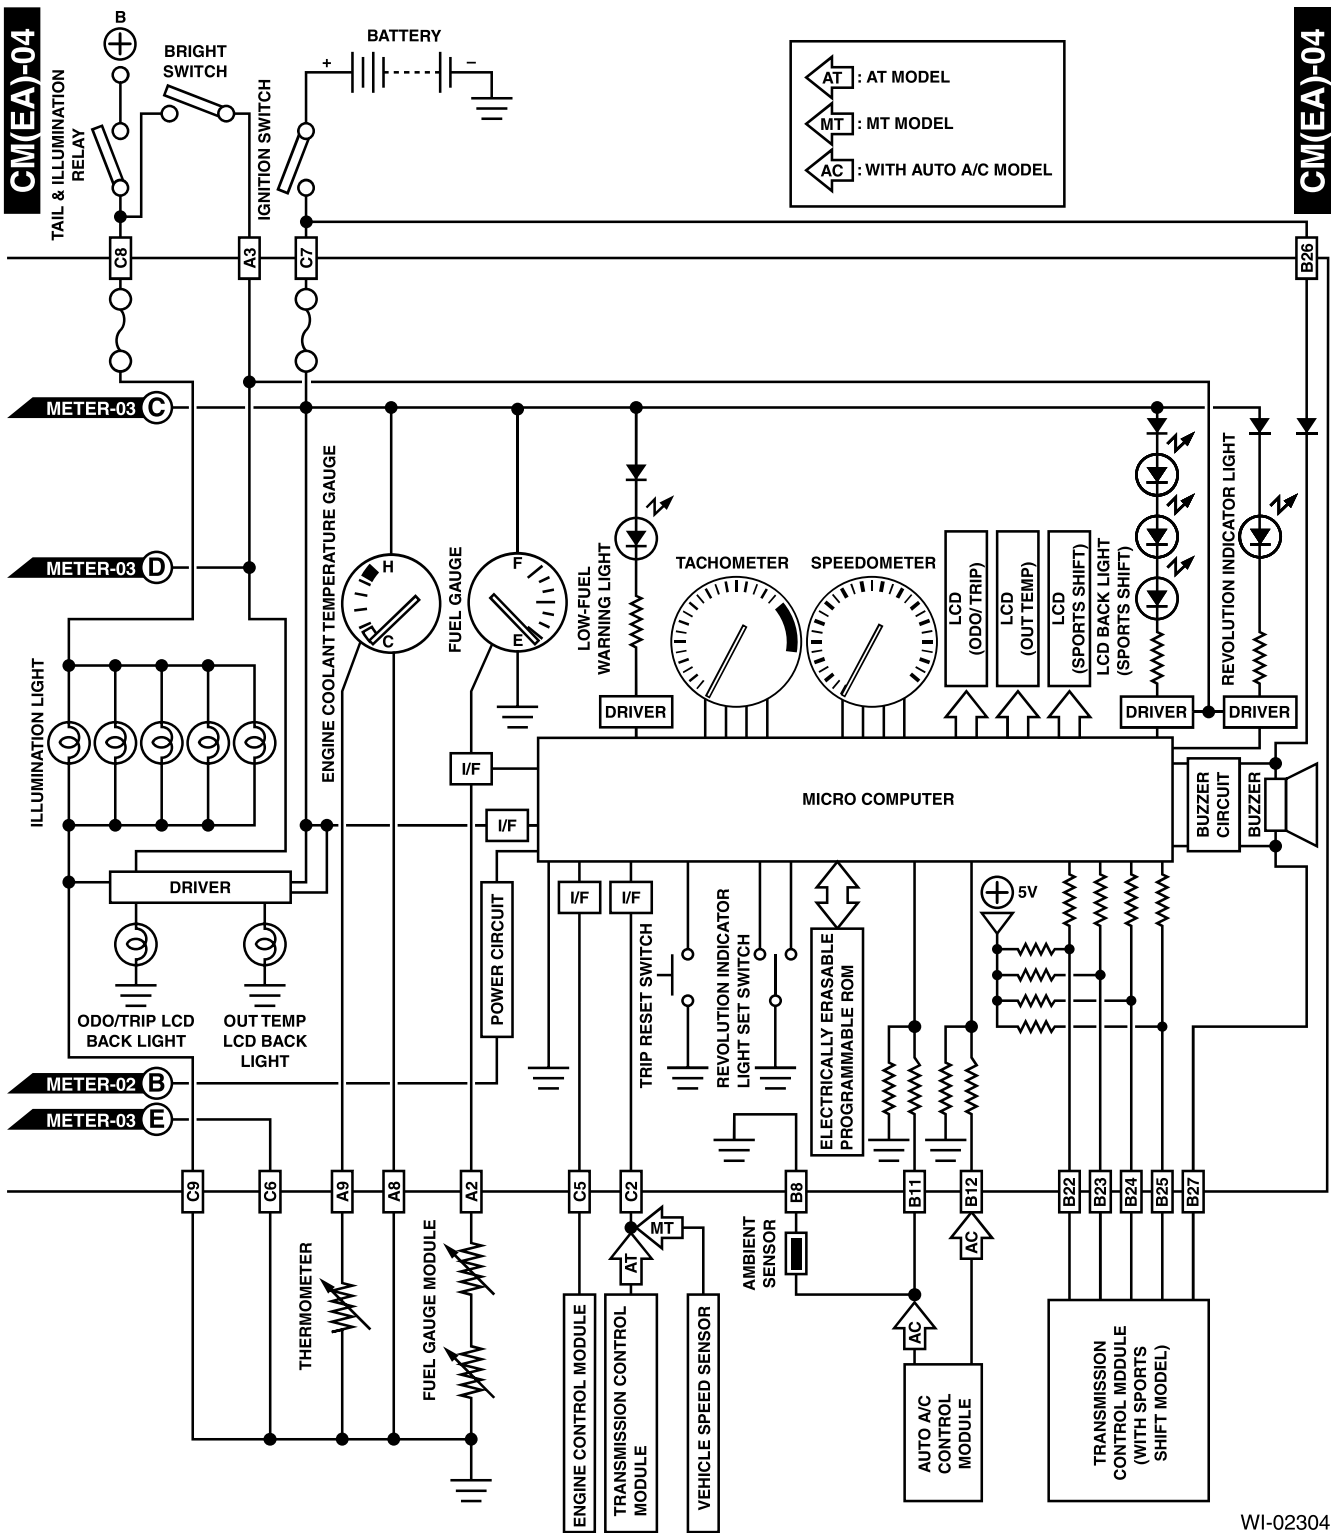 CM(EA)-04
CM(EA)-04
B
+
TAIL & ILLUMINATION
RELAY
BRIGHT
SWITCH
IGNITION SWITCH
BATTERY
+
−
AT : AT MODEL
MT : MT MODEL
AC : WITH AUTO A/C MODEL
C8
A3
C7
B26
METER-03 C
METER-03 D
ENGINE COOLANT TEMPERATURE GAUGE
H
C
FUEL GAUGE
F
E
LOW-FUEL
WARNING LIGHT
TACHOMETER
SPEEDOMETER
LCD
(ODO/ TRIP)
LCD
(OUT TEMP)
LCD
(SPORTS SHIFT)
LCD BACK LIGHT
(SPORTS SHIFT)
REVOLUTION INDICATOR LIGHT
DRIVER
DRIVER
DRIVER
ILLUMINATION LIGHT
I/F
I/F
MICRO COMPUTER
BUZZER
CIRCUIT
BUZZER
DRIVER
POWER CIRCUIT
I/F
I/F
TRIP RESET SWITCH
REVOLUTION INDICATOR
LIGHT SET SWITCH
ELECTRICALLY ERASABLE
PROGRAMMABLE ROM
+ 5V
ODO/TRIP LCD
BACK LIGHT
OUT TEMP
LCD BACK
LIGHT
METER-02 B
METER-03 E
C9
C6
A9
A8
A2
C5
C2
B8
B11
B12
B22
B23
B24
B25
B27
THERMOMETER
FUEL GAUGE MODULE
MT
AT
AMBIENT
SENSOR
AC
AC
ENGINE CONTROL MODULE
TRANSMISSION CONTROL
MODULE
VEHICLE SPEED SENSOR
AUTO A/C
CONTROL
MODULE
TRANSMISSION
CONTROL MDULE
(WITH SPORTS
SHIFT MODEL)
WI-02304